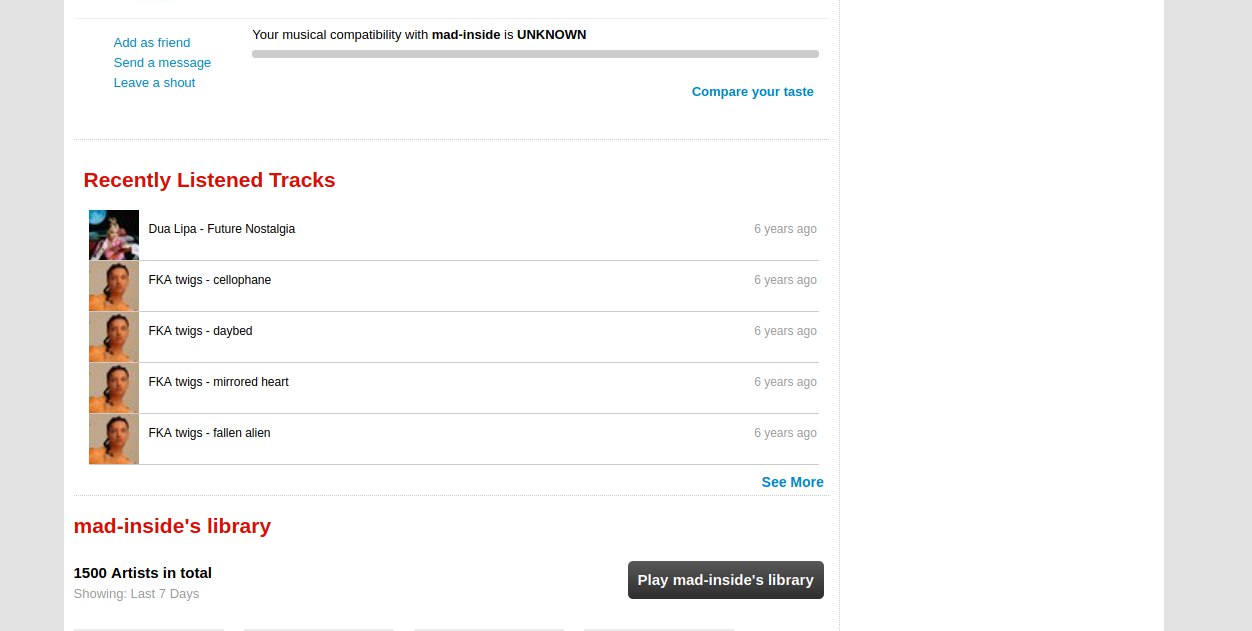 Your musical compatibility with mad-inside is UNKNOWN
Add as friend
Send a message
Leave a shout
Compare your taste
Recently Listened Tracks
Dua Lipa - Future Nostalgia 6 years ago
FKA twigs - cellophane 6 years ago
FKA twigs - daybed 6 years ago
FKA twigs - mirrored heart 6 years ago
FKA twigs - fallen alien 6 years ago
See More
mad-inside's library
1500 Artists in total
Showing: Last 7 Days
Play mad-inside's library